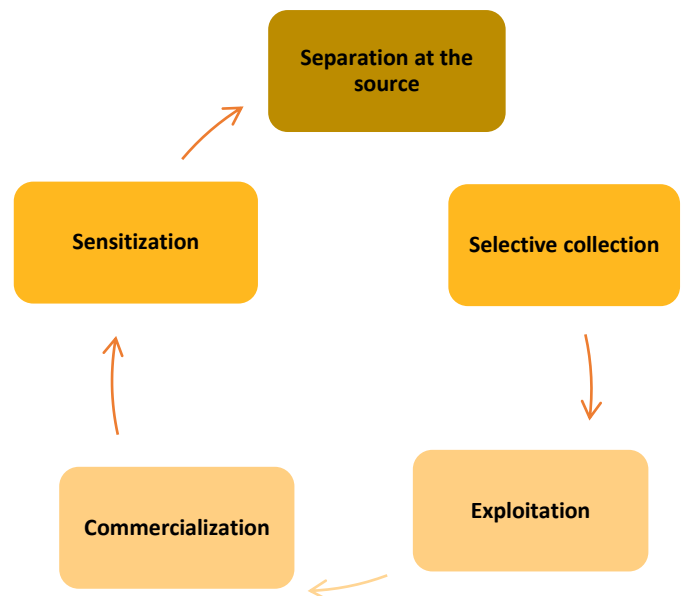 Separation at the
source
Sensitization
Selective collection
Commercialization
Exploitation